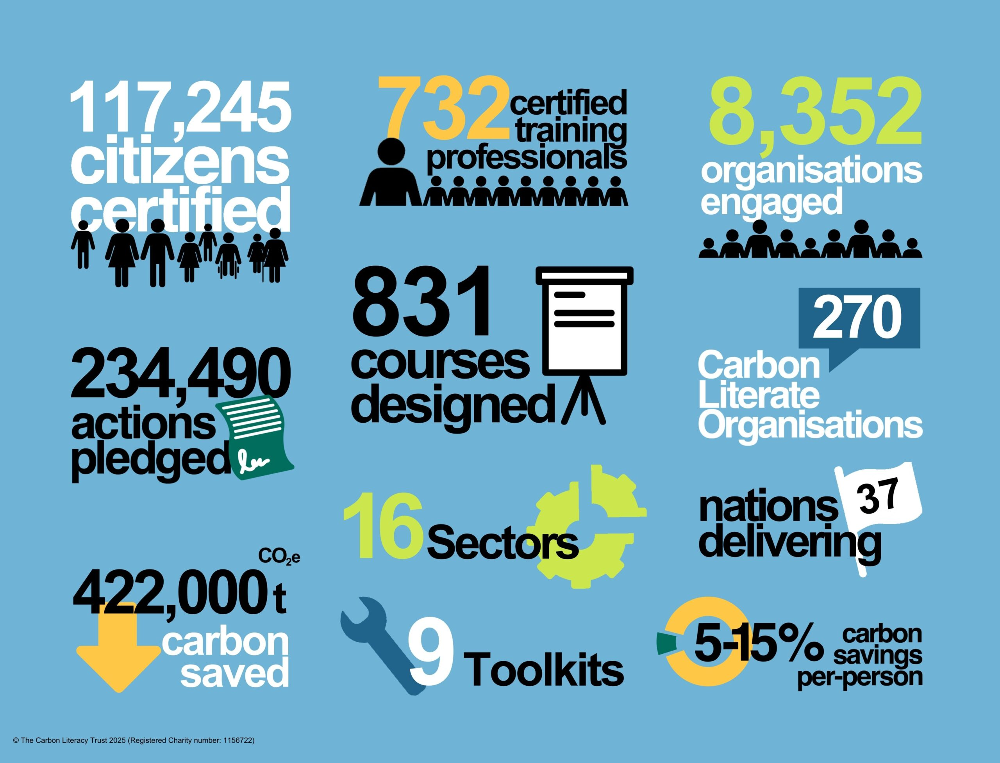 117,245
citizens
certified
732 certified
training
professionals
8,352
organisations
engaged
831
courses
designed
270
Carbon
Literate
Organisations
234,490
actions
pledged
16 Sectors
37
nations
delivering
CO₂e
422,000 t
carbon
saved
9 Toolkits
5-15% carbon
savings
per-person
© The Carbon Literacy Trust 2025 (Registered Charity number: 1156722)